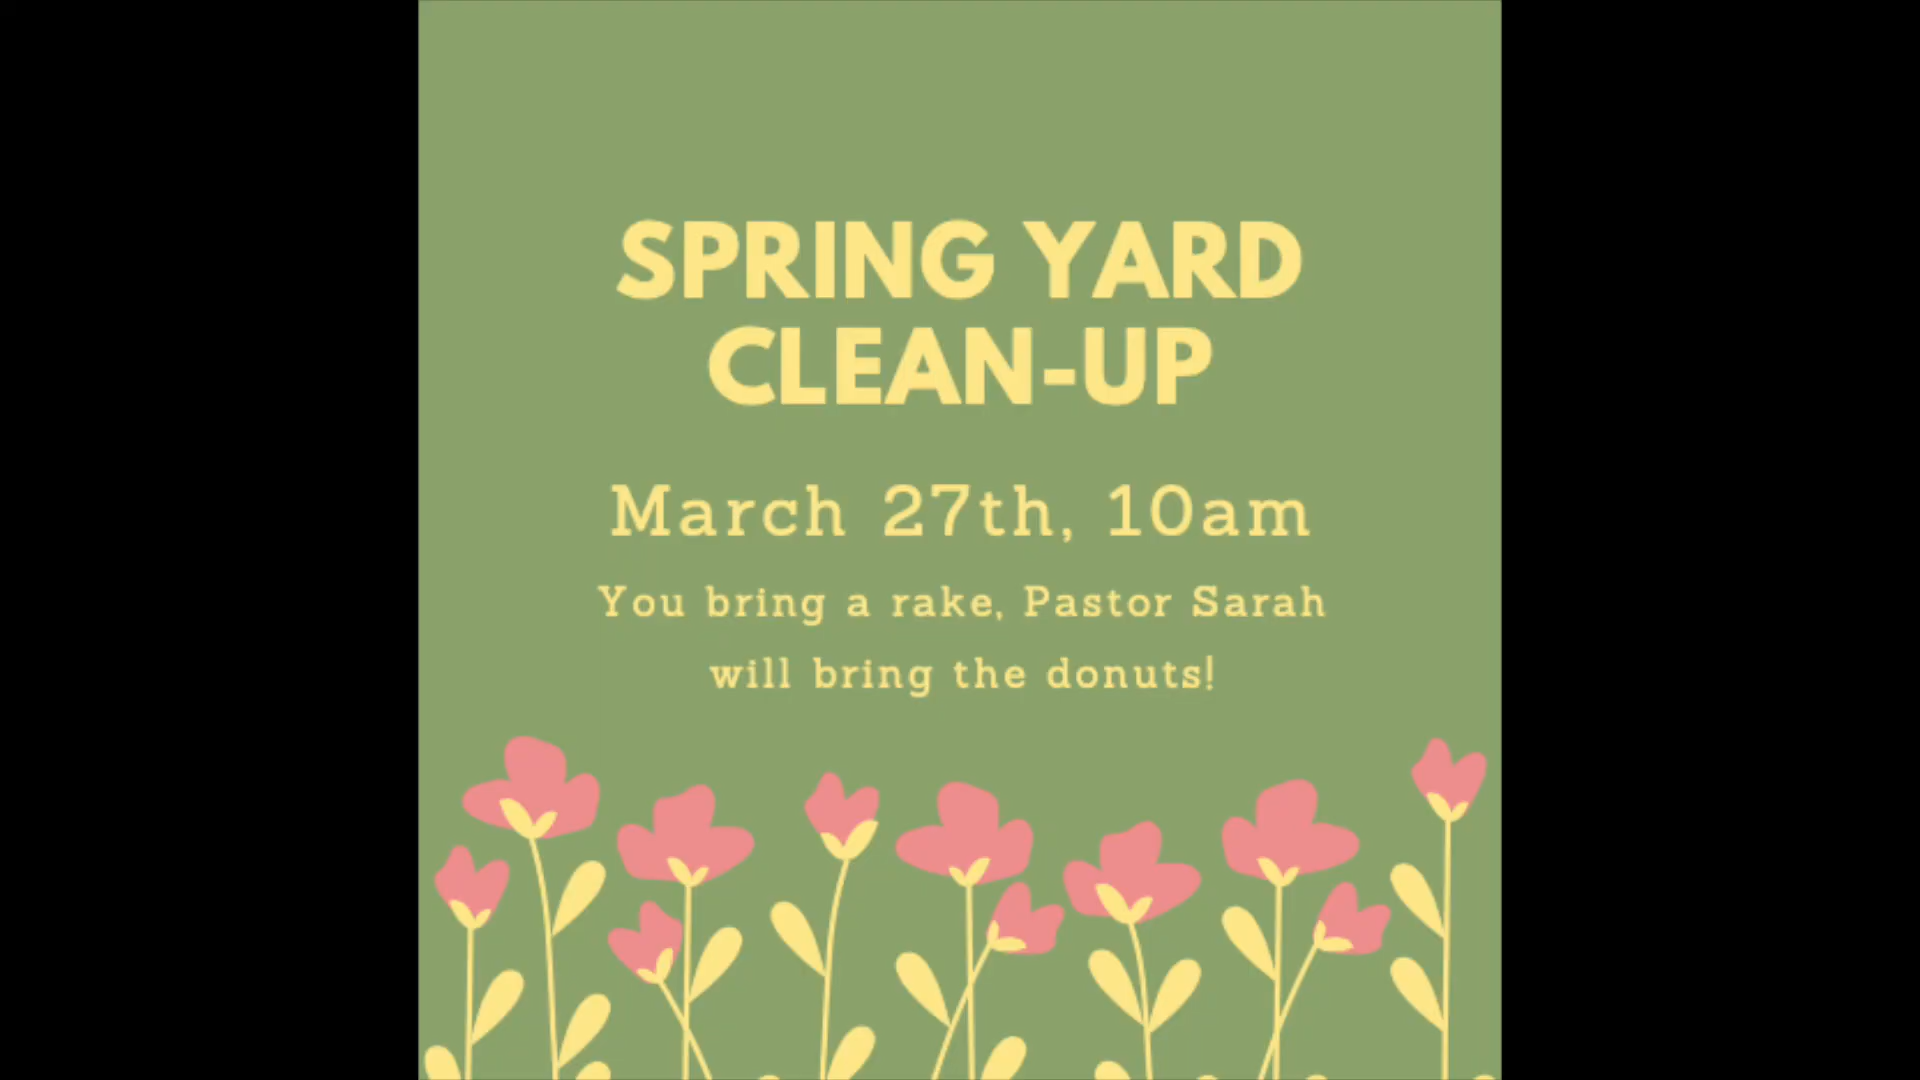 SPRING YARD
CLEAN-UP
March 27th, 10am
You bring a rake, Pastor Sarah
will bring the donuts!